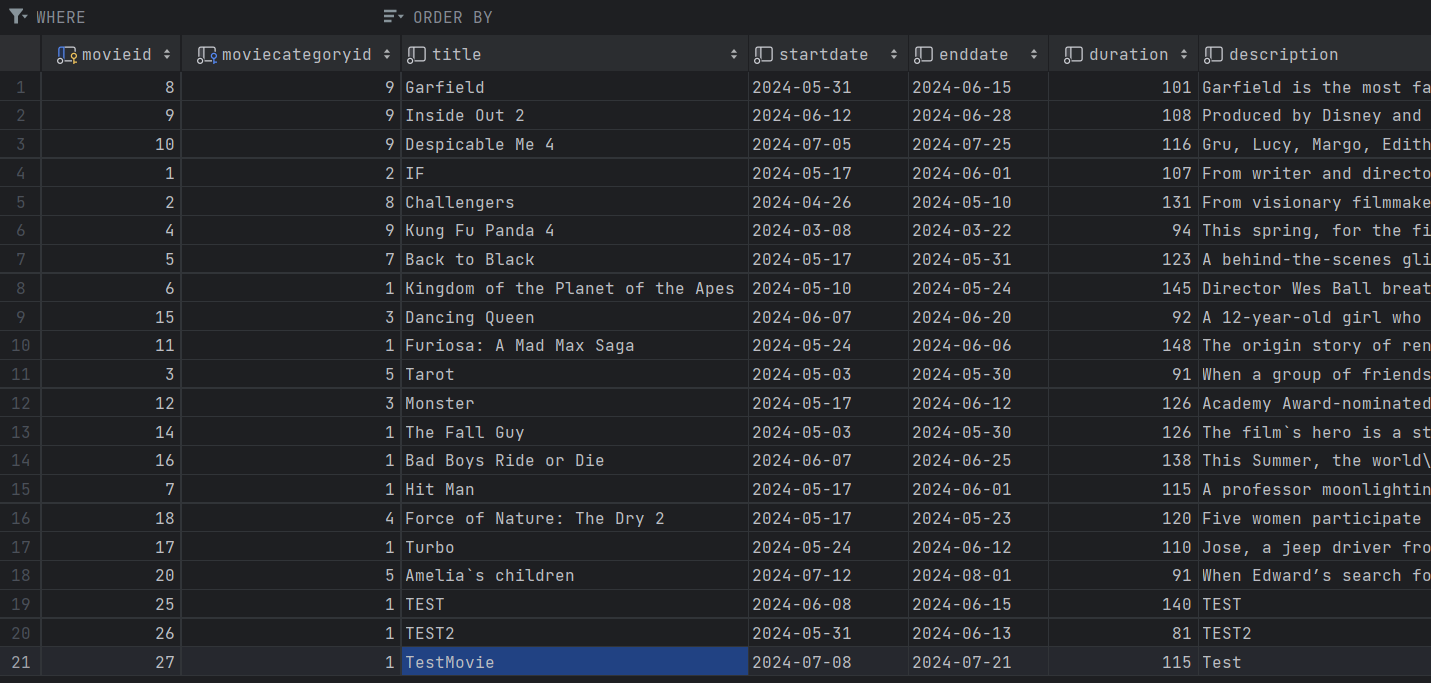 WHERE ORDER BY
movieid moviecategoryid title startdate enddate duration description
1 8 9 Garfield 2024-05-31 2024-06-15 101 Garfield is the most fa
2 9 9 Inside Out 2 2024-06-12 2024-06-28 108 Produced by Disney and
3 10 9 Despicable Me 4 2024-07-05 2024-07-25 116 Gru, Lucy, Margo, Edith
4 1 2 IF 2024-05-17 2024-06-01 107 From writer and directo
5 2 8 Challengers 2024-04-26 2024-05-10 131 From visionary filmmake
6 4 9 Kung Fu Panda 4 2024-03-08 2024-03-22 94 This spring, for the fi
7 5 7 Back to Black 2024-05-17 2024-05-31 123 A behind-the-scenes gli
8 6 1 Kingdom of the Planet of the Apes 2024-05-10 2024-05-24 145 Director Wes Ball breat
9 15 3 Dancing Queen 2024-06-07 2024-06-20 92 A 12-year-old girl who
10 11 1 Furiosa: A Mad Max Saga 2024-05-24 2024-06-06 148 The origin story of ren
11 3 5 Tarot 2024-05-03 2024-05-30 91 When a group of friends
12 12 3 Monster 2024-05-17 2024-06-12 126 Academy Award-nominated
13 14 1 The Fall Guy 2024-05-03 2024-05-30 126 The film`s hero is a st
14 16 1 Bad Boys Ride or Die 2024-06-07 2024-06-25 138 This Summer, the world\
15 7 1 Hit Man 2024-05-17 2024-06-01 115 A professor moonlightin
16 18 4 Force of Nature: The Dry 2 2024-05-17 2024-05-23 120 Five women participate
17 17 1 Turbo 2024-05-24 2024-06-12 110 Jose, a jeep driver fro
18 20 5 Amelia`s children 2024-07-12 2024-08-01 91 When Edward’s search fo
19 25 1 TEST 2024-06-08 2024-06-15 140 TEST
20 26 1 TEST2 2024-05-31 2024-06-13 81 TEST2
21 27 1 TestMovie 2024-07-08 2024-07-21 115 Test